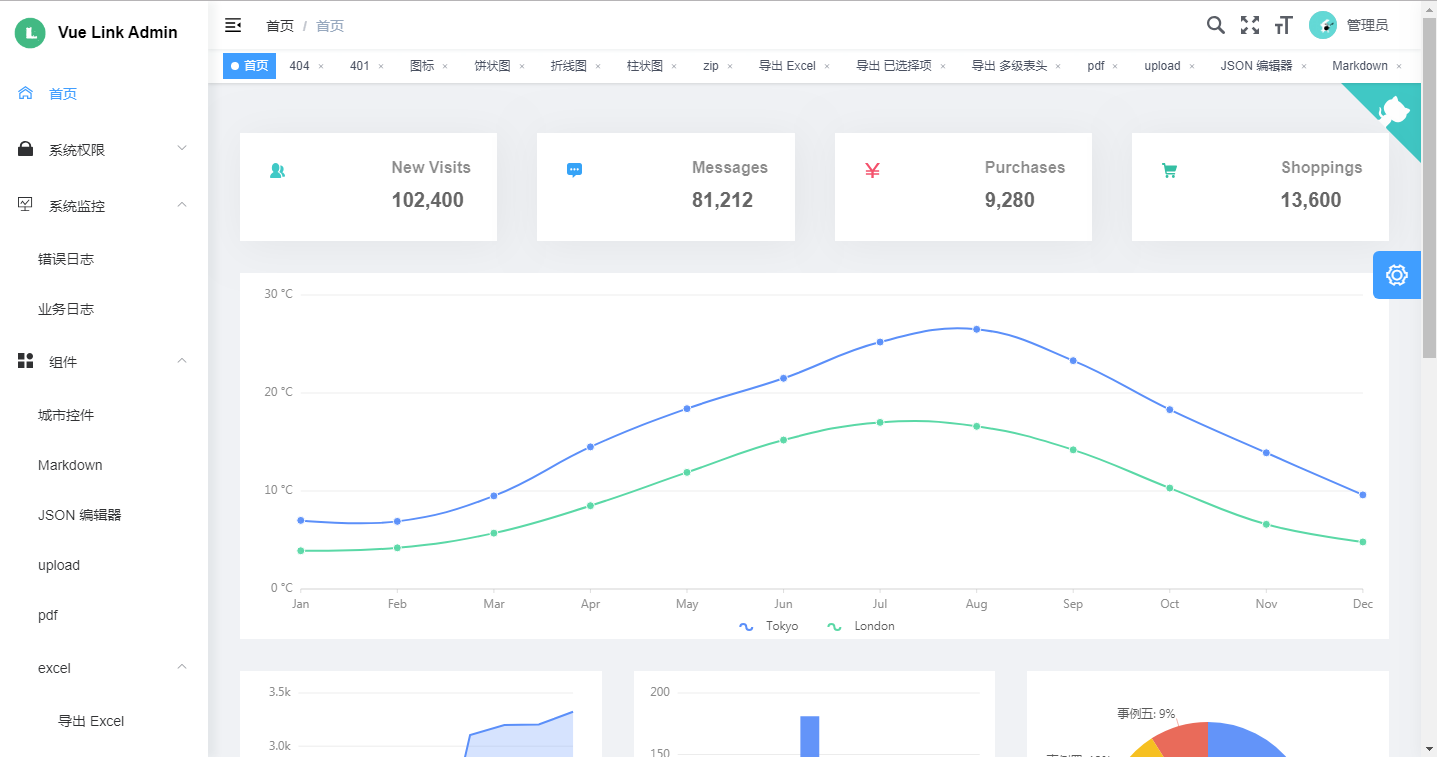 Vue Link Admin
首页 / 首页
管理员
首页 404 × 401 × 图标 × 饼状图 × 折线图 × 柱状图 × zip × 导出 Excel × 导出 已选择项 × 导出 多级表头 × pdf × upload × JSON 编辑器 × Markdown ×
首页
系统权限
系统监控
错误日志
业务日志
组件
城市控件
Markdown
JSON 编辑器
upload
pdf
excel
导出 Excel
New Visits
102,400
Messages
81,212
Purchases
9,280
Shoppings
13,600
30 °C
20 °C
10 °C
0 °C
Jan Feb Mar Apr May Jun Jul Aug Sep Oct Nov Dec
Tokyo London
3.5k
3.0k
200
150
事例五: 9%